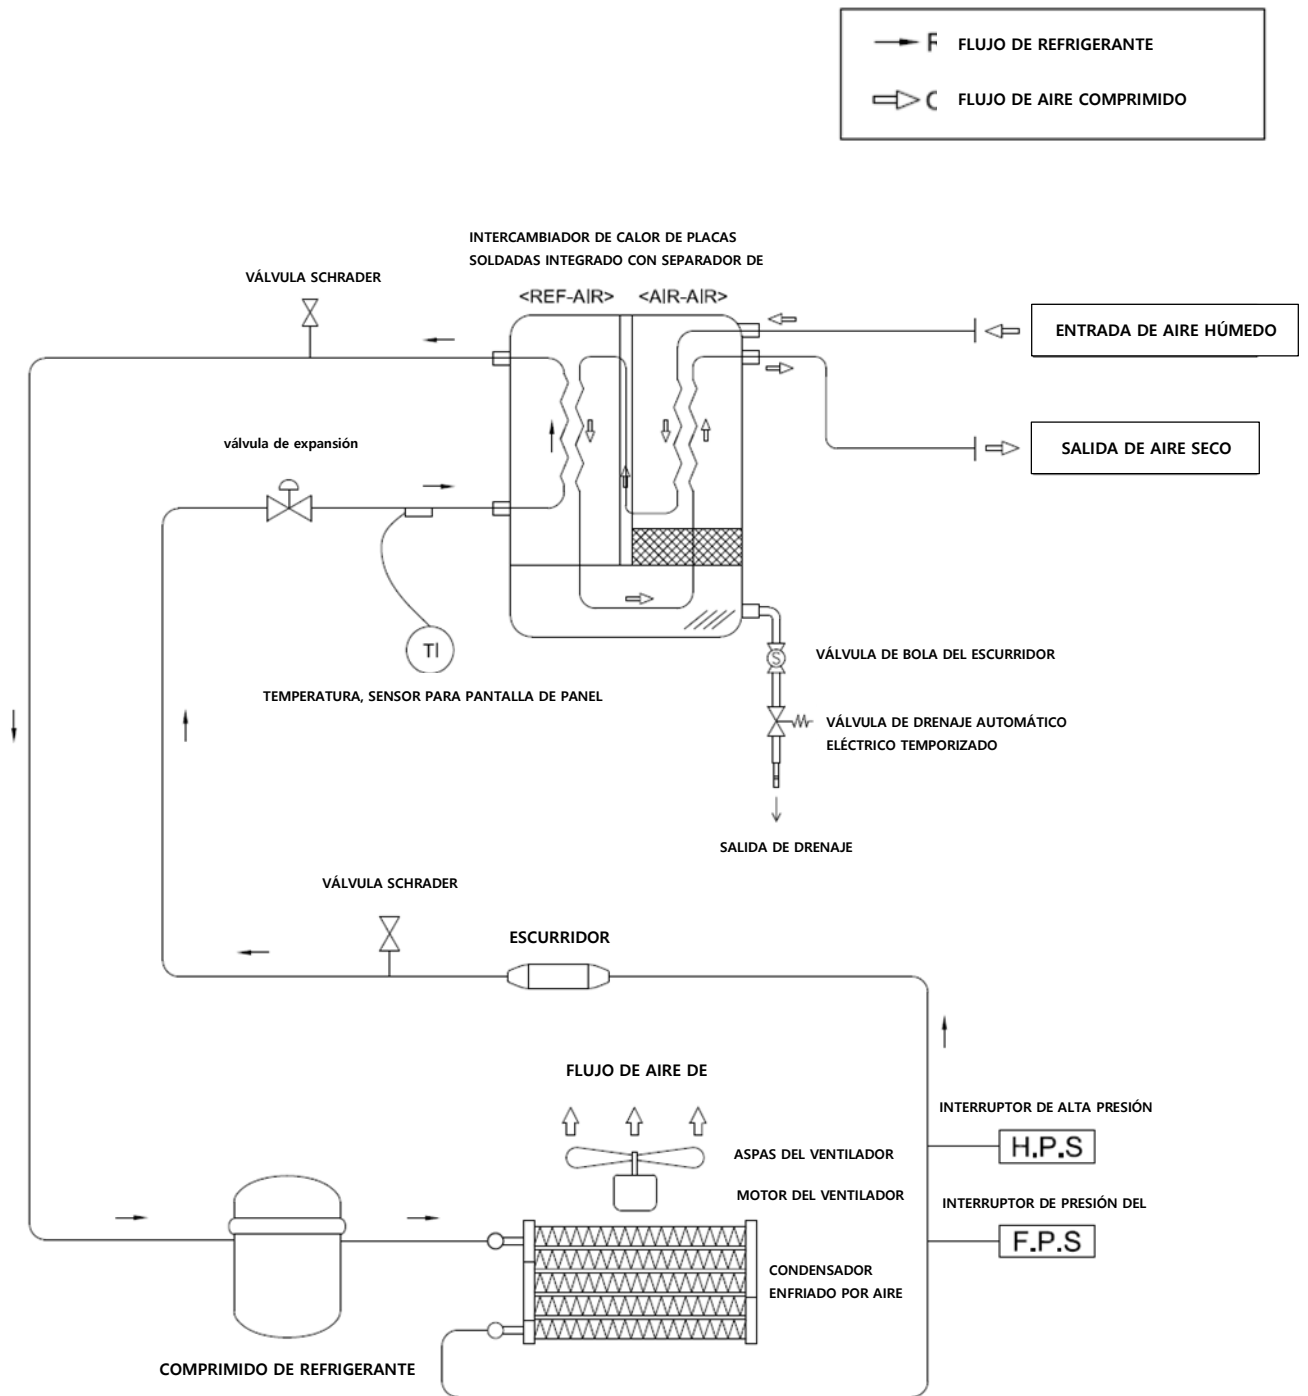 R FLUJO DE REFRIGERANTE
C FLUJO DE AIRE COMPRIMIDO
INTERCAMBIADOR DE CALOR DE PLACAS
SOLDADAS INTEGRADO CON SEPARADOR DE
VÁLVULA SCHRADER
<REF-AIR> <AIR-AIR>
ENTRADA DE AIRE HÚMEDO
válvula de expansión
SALIDA DE AIRE SECO
TI
TEMPERATURA, SENSOR PARA PANTALLA DE PANEL
S
VÁLVULA DE BOLA DEL ESCURRIDOR
VÁLVULA DE DRENAJE AUTOMÁTICO
ELÉCTRICO TEMPORIZADO
SALIDA DE DRENAJE
VÁLVULA SCHRADER
ESCURRIDOR
FLUJO DE AIRE DE
INTERRUPTOR DE ALTA PRESIÓN
H.P.S
ASPAS DEL VENTILADOR
MOTOR DEL VENTILADOR
INTERRUPTOR DE PRESIÓN DEL
F.P.S
CONDENSADOR
ENFRIADO POR AIRE
COMPRIMIDO DE REFRIGERANTE